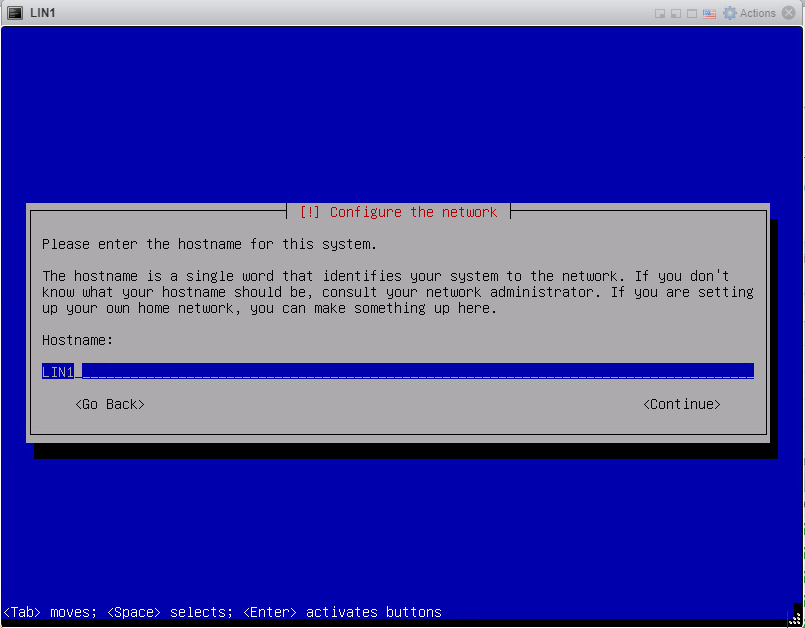 LIN1
Actions
[!] Configure the network
Please enter the hostname for this system.
The hostname is a single word that identifies your system to the network. If you don't
know what your hostname should be, consult your network administrator. If you are setting
up your own home network, you can make something up here.
Hostname:
LIN1
<Go Back> <Continue>
<Tab> moves; <Space> selects; <Enter> activates buttons